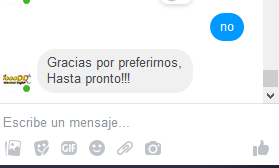 no
Gracias por preferirnos,
Hasta pronto!!!
Escribe un mensaje...
GIF